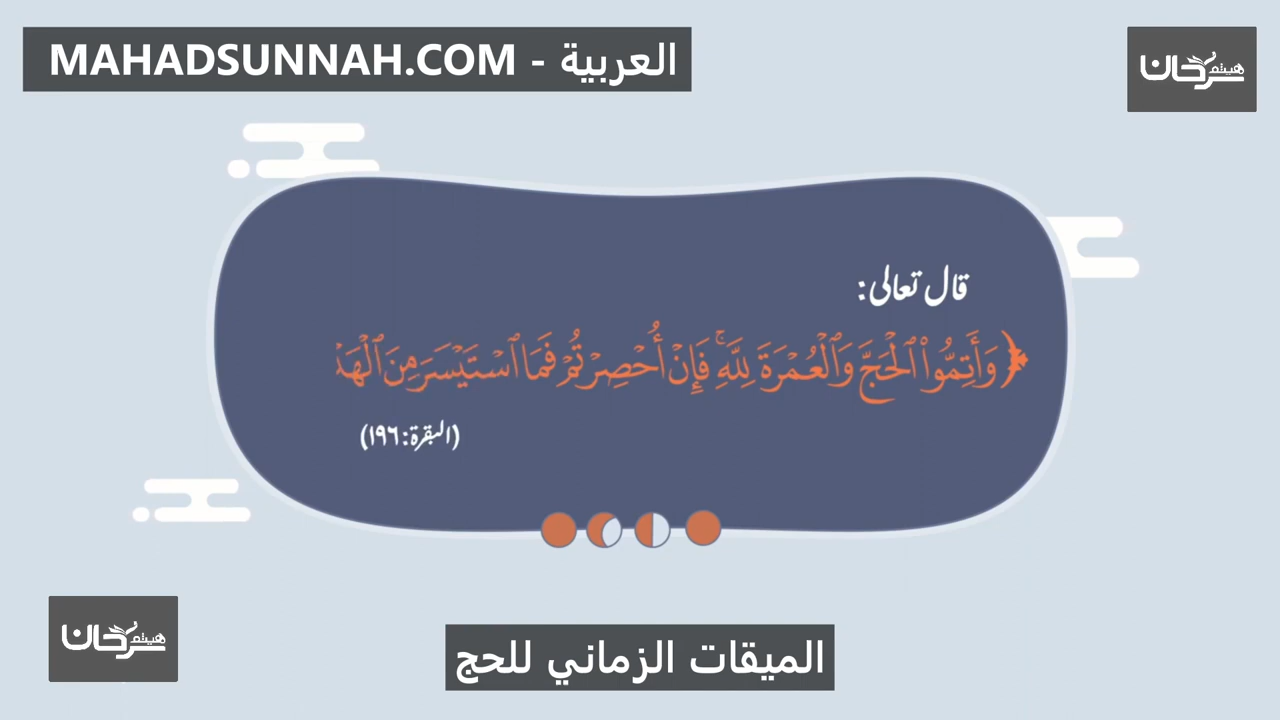 MAHADSUNNAH.COM - العربية
هيثم سرحان
قال تعالى:
﴿وَأَتِمُّوا۟ ٱلْحَجَّ وَٱلْعُمْرَةَ لِلَّهِ ۚ فَإِنْ أُحْصِرْتُمْ فَمَا ٱسْتَيْسَرَ مِنَ ٱلْهَدْ
(البقرة: ١٩٦)
هيثم سرحان
الميقات الزماني للحج